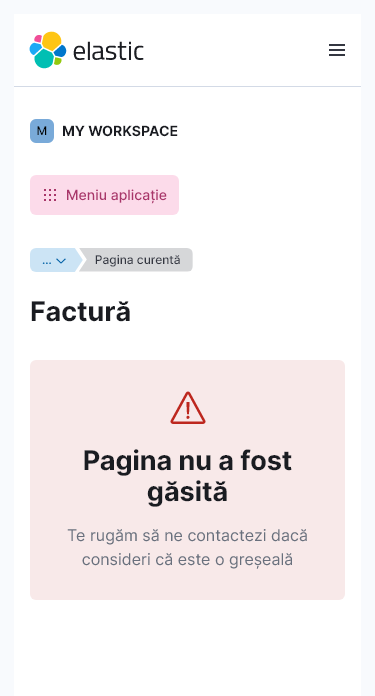 elastic
M MY WORKSPACE
Meniu aplicație
... Pagina curentă
Factură
Pagina nu a fost
găsită
Te rugăm să ne contactezi dacă
consideri că este o greșeală